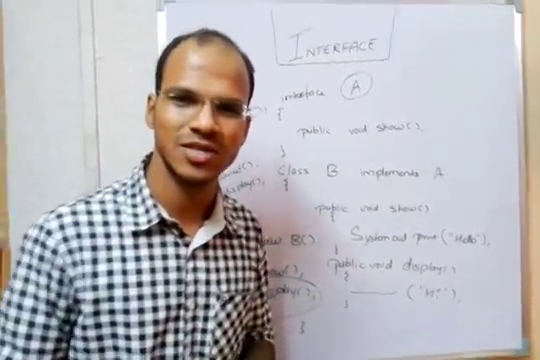 INTERFACE
interface A
{
public void show();
}
Class B implements A
{
public void show()
System.out.print("Hello");
}
public void display()
{
("Hi");
}
}
B()